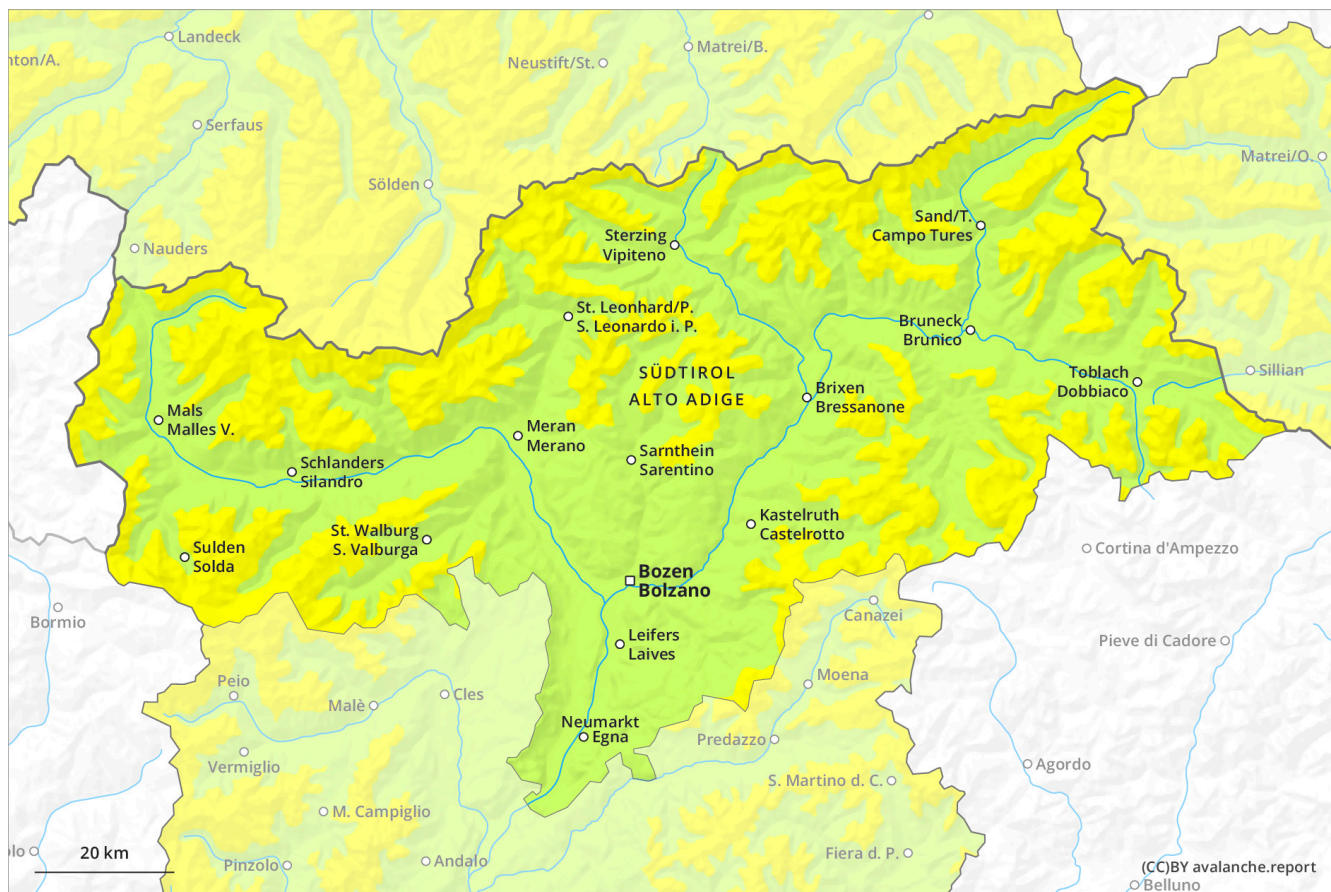 Landeck
nton/A.
Matrei/B.
Neustift/St.
Serfaus
Matrei/O.
Sölden
Sand/T.
Campo Tures
Sterzing
Vipiteno
Nauders
St. Leonhard/P.
S. Leonardo i. P.
Bruneck
Brunico
SÜDTIROL
ALTO ADIGE
Toblach
Dobbiaco
Sillian
Brixen
Bressanone
Mals
Malles V.
Meran
Merano
Sarnthein
Sarentino
Schlanders
Silandro
Kastelruth
Castelrotto
St. Walburg
S. Valburga
Sulden
Solda
Cortina d'Ampezzo
Bozen
Bolzano
Bormio
Canazei
Leifers
Laives
Pieve di Cadore
Peio
Moena
Cles
Malè
Neumarkt
Egna
Predazzo
Vermiglio
Agordo
S. Martino d. C.
M. Campiglio
olo
20 km
Pinzolo
Andalo
Fiera d. P.
(CC)BY avalanche.report
Belluno